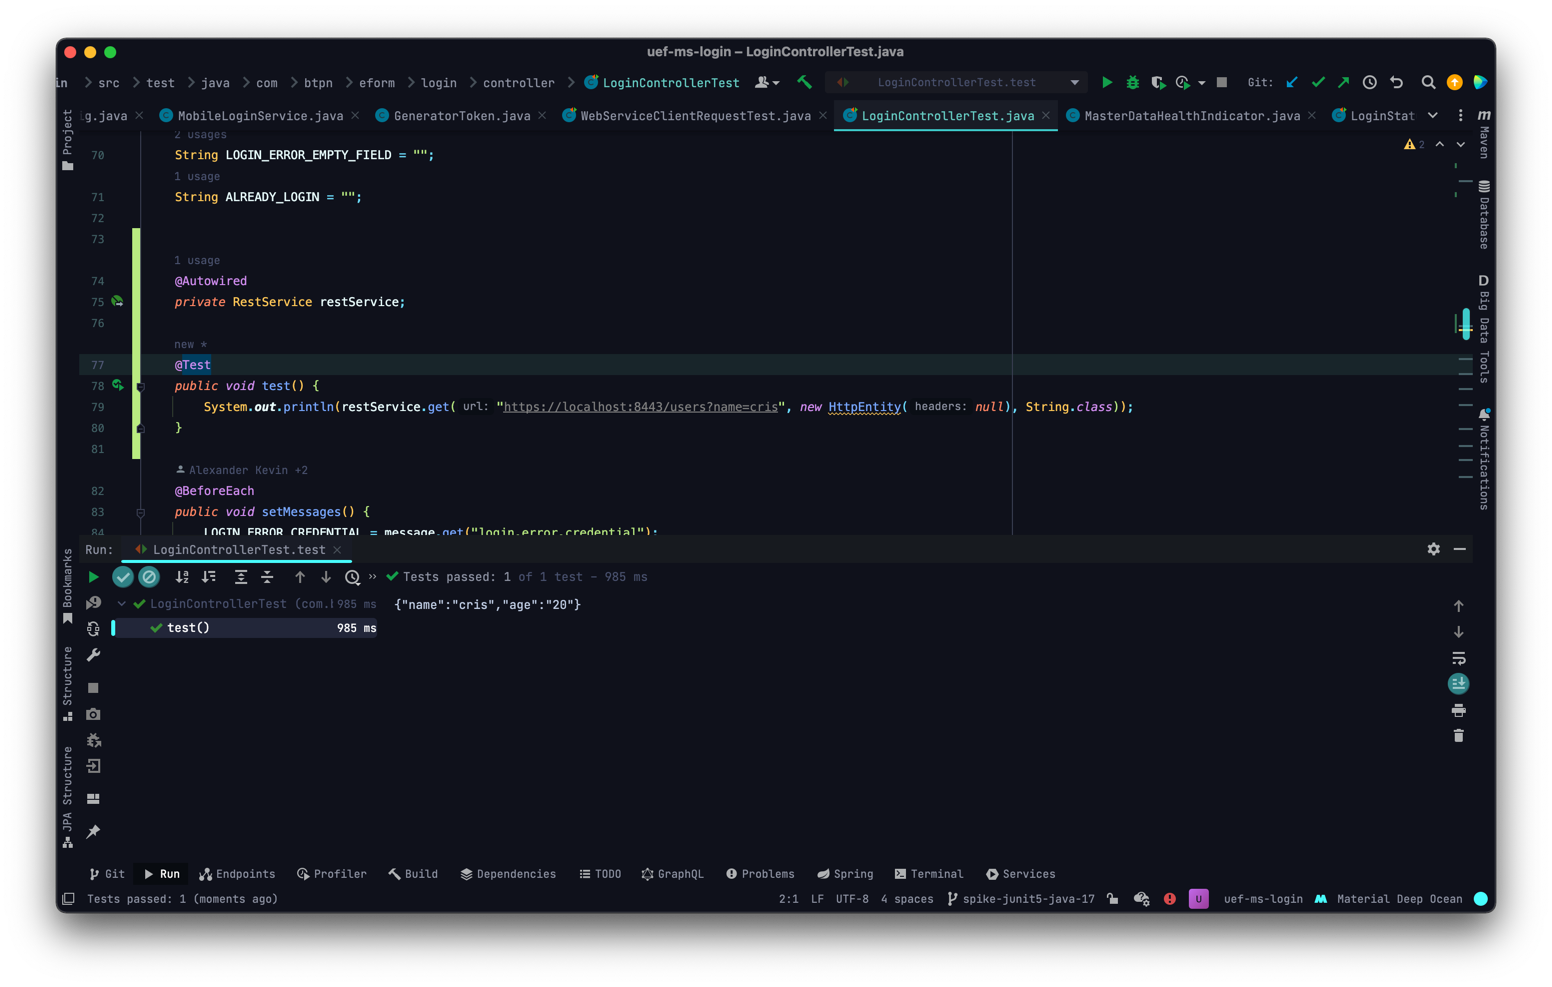 uef-ms-login – LoginControllerTest.java
in src test java com btpn eform login controller LoginControllerTest LoginControllerTest.test Git:
g.java MobileLoginService.java GeneratorToken.java WebServiceClientRequestTest.java LoginControllerTest.java MasterDataHealthIndicator.java LoginStat
Project
m Maven
Database
D Big Data Tools
Notifications
2 usages
2
70 String LOGIN_ERROR_EMPTY_FIELD = "";
1 usage
71 String ALREADY_LOGIN = "";
72
73
1 usage
74 @Autowired
75 private RestService restService;
76
new *
77 @Test
78 public void test() {
79 System.out.println(restService.get( url: "https://localhost:8443/users?name=cris", new HttpEntity( headers: null), String.class));
80 }
81
Alexander Kevin +2
82 @BeforeEach
83 public void setMessages() {
84 LOGIN_ERROR_CREDENTIAL = message.get("login.error.credential");
Run: LoginControllerTest.test
Bookmarks
Structure
JPA Structure
Tests passed: 1 of 1 test – 985 ms
LoginControllerTest (com.l 985 ms
{"name":"cris","age":"20"}
test() 985 ms
Git Run Endpoints Profiler Build Dependencies TODO GraphQL Problems Spring Terminal Services
Tests passed: 1 (moments ago)
2:1 LF UTF-8 4 spaces spike-junit5-java-17 U uef-ms-login Material Deep Ocean